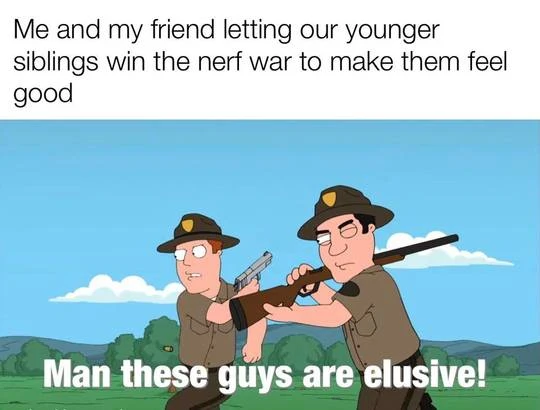 Me and my friend letting our younger
siblings win the nerf war to make them feel
good
Man these guys are elusive!